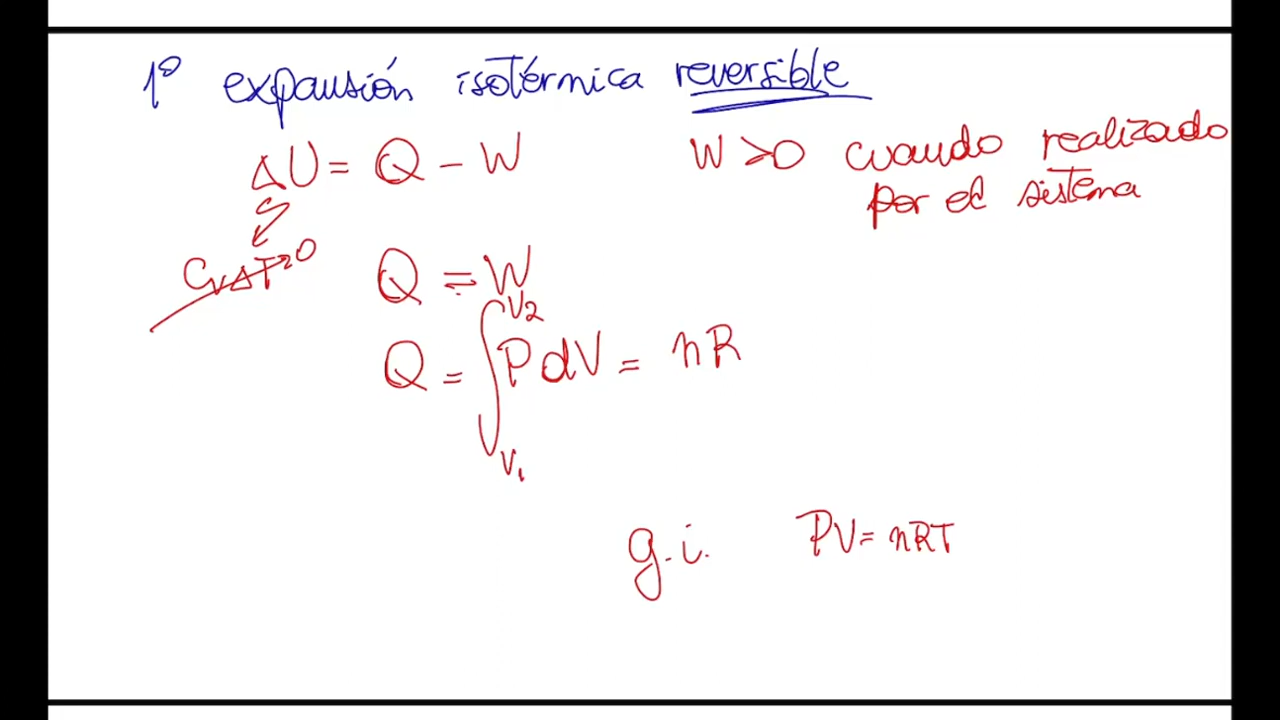 1º expansión isotérmica reversible
ΔU = Q - W
W > 0 cuando realizado
por el sistema
CvΔT=0
Q = W
Q = ∫V₁V₂ PdV = nR
g.i. PV = nRT